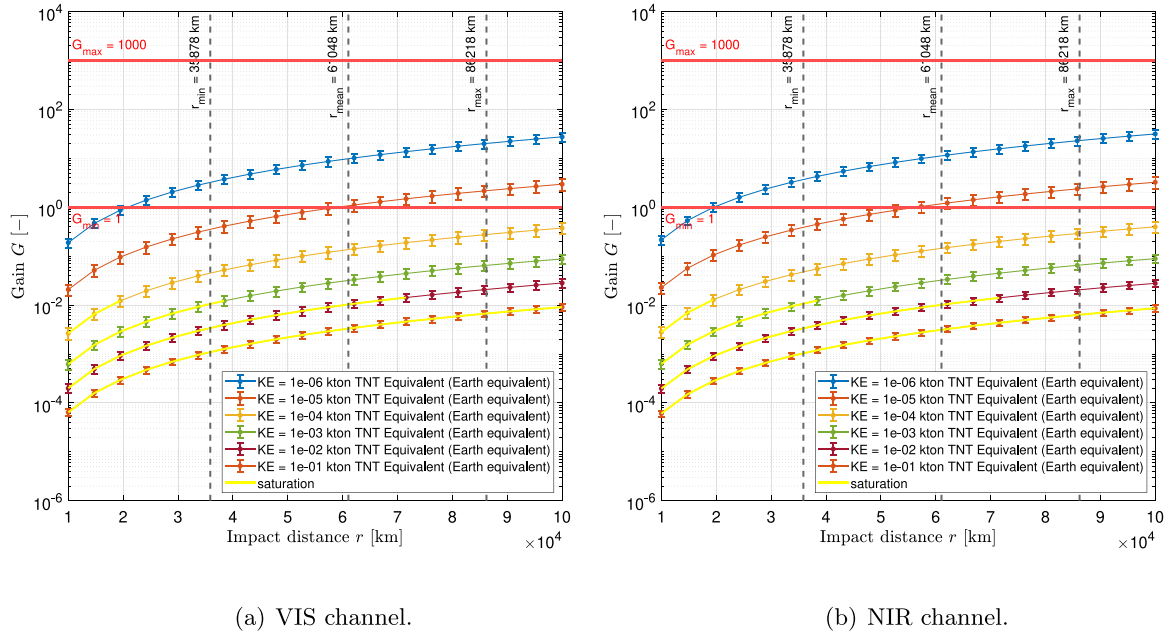 G_max = 1000
r_min = 35878 km
r_mean = 61048 km
r_max = 86218 km
G_min = 1
10^4
10^2
10^0
10^-2
10^-4
10^-6
Gain G [–]
KE = 1e-06 kton TNT Equivalent (Earth equivalent)
KE = 1e-05 kton TNT Equivalent (Earth equivalent)
KE = 1e-04 kton TNT Equivalent (Earth equivalent)
KE = 1e-03 kton TNT Equivalent (Earth equivalent)
KE = 1e-02 kton TNT Equivalent (Earth equivalent)
KE = 1e-01 kton TNT Equivalent (Earth equivalent)
saturation
1 2 3 4 5 6 7 8 9 10
Impact distance r [km]
×10^4
(a) VIS channel.
G_max = 1000
r_min = 35878 km
r_mean = 61048 km
r_max = 86218 km
G_min = 1
10^4
10^2
10^0
10^-2
10^-4
10^-6
Gain G [–]
KE = 1e-06 kton TNT Equivalent (Earth equivalent)
KE = 1e-05 kton TNT Equivalent (Earth equivalent)
KE = 1e-04 kton TNT Equivalent (Earth equivalent)
KE = 1e-03 kton TNT Equivalent (Earth equivalent)
KE = 1e-02 kton TNT Equivalent (Earth equivalent)
KE = 1e-01 kton TNT Equivalent (Earth equivalent)
saturation
1 2 3 4 5 6 7 8 9 10
Impact distance r [km]
×10^4
(b) NIR channel.